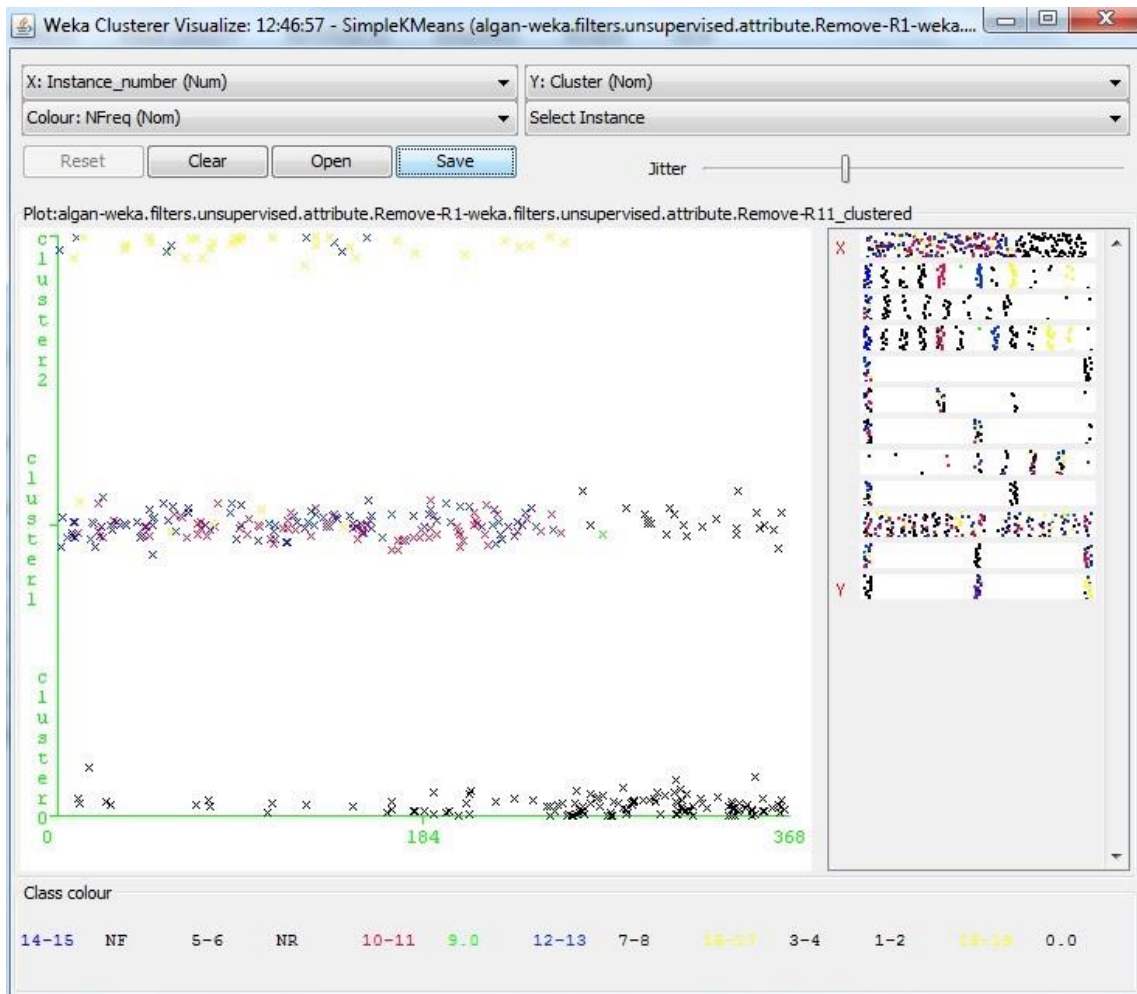 Weka Clusterer Visualize: 12:46:57 - SimpleKMeans (algan-weka.filters.unsupervised.attribute.Remove-R1-weka....
X: Instance_number (Num) Y: Cluster (Nom)
Colour: NFreq (Nom) Select Instance
Reset Clear Open Save Jitter
Plot:algan-weka.filters.unsupervised.attribute.Remove-R1-weka.filters.unsupervised.attribute.Remove-R11_clustered
cluster2
cluster1
cluster0
0 184 368
X
Y
Class colour
14-15 NF 5-6 NR 10-11 9.0 12-13 7-8 3-4 1-2 0.0